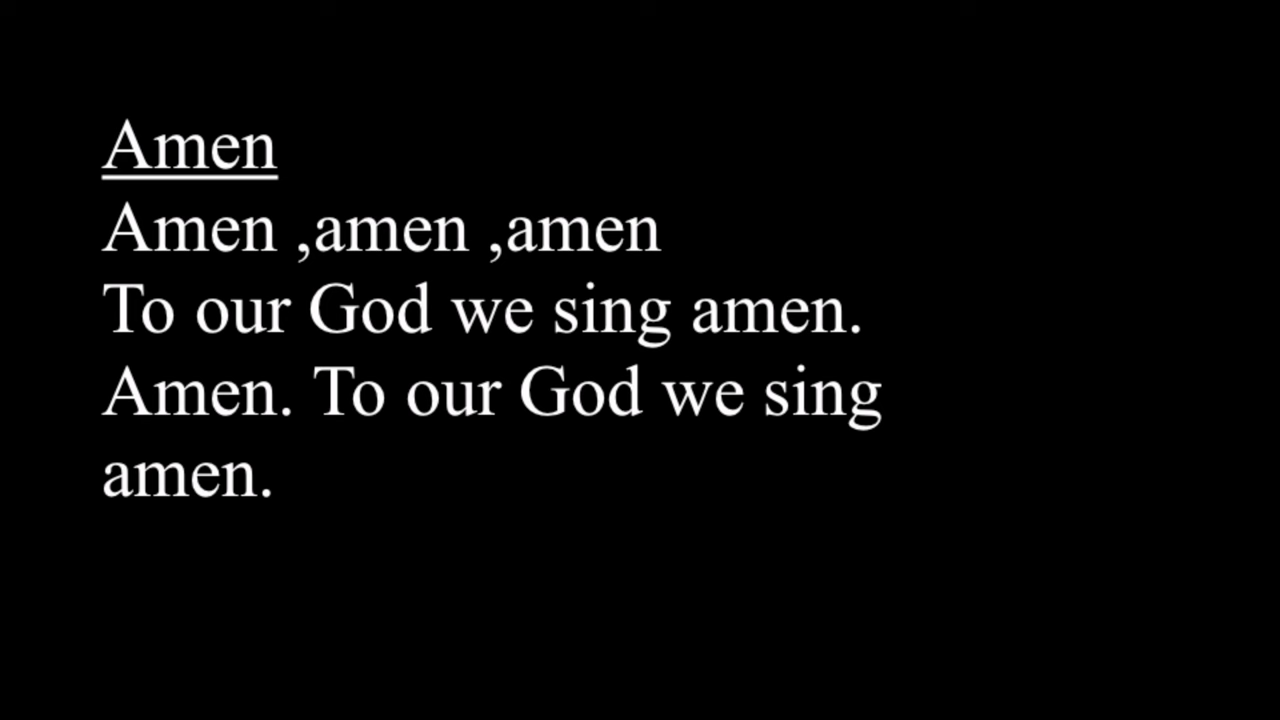 Amen
Amen ,amen ,amen
To our God we sing amen.
Amen. To our God we sing
amen.